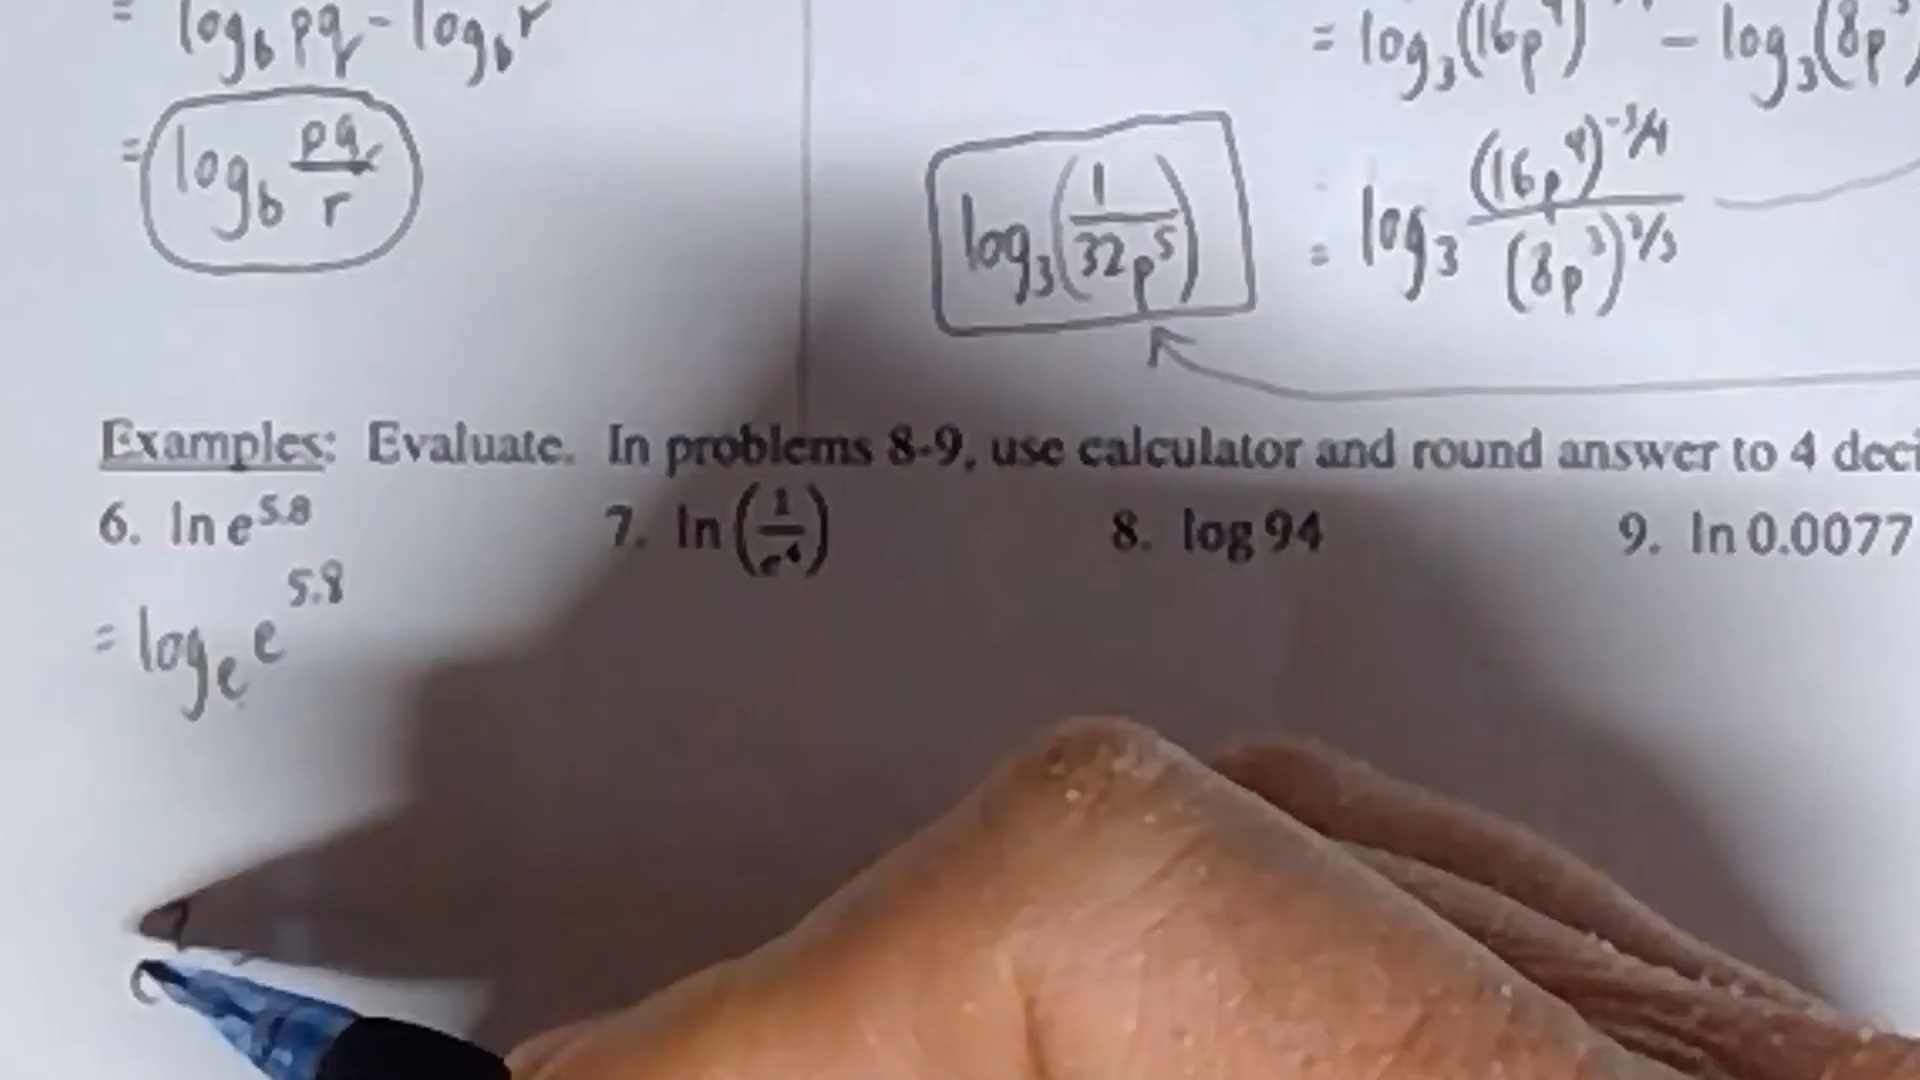 = log_b pq - log_b r
= log_b pq/r
= log_3(16p^4) - log_3(8p
log_3(1/(32p^5))
= log_3 (16p^4)^-3/4 / (8p^3)^2/3
Examples: Evaluate. In problems 8-9, use calculator and round answer to 4 deci
6. ln e^5.8
7. ln(1/e^4)
8. log 94
9. ln 0.0077
= log_e e^5.8